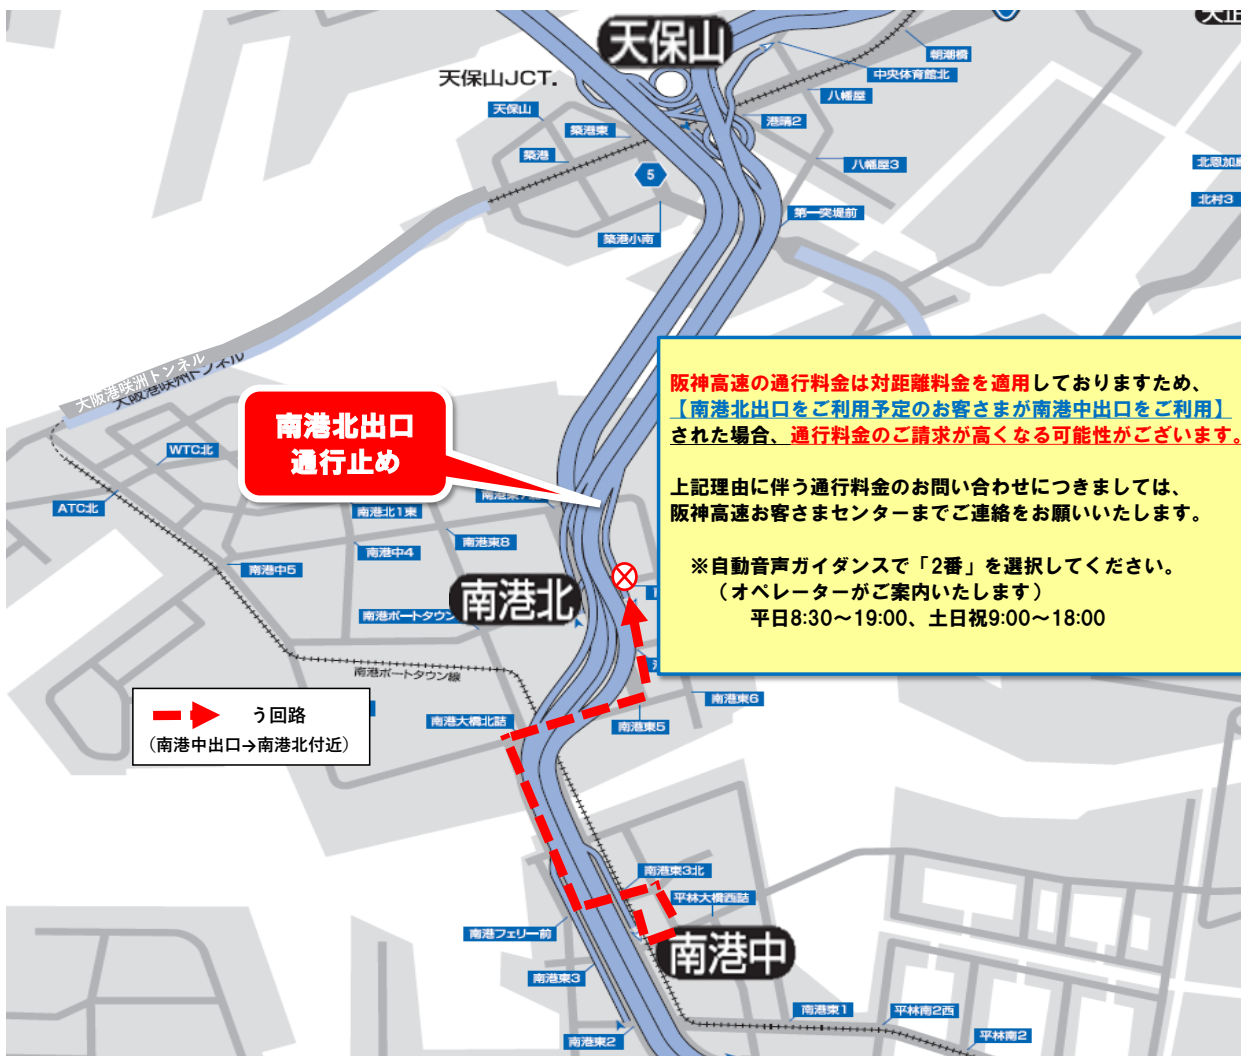 天保山
天保山JCT.
朝潮橋
中央体育館北
八幡屋
天保山
築港東
港晴2
築港
八幡屋3
5
北村3
第一突堤前
築港小南
大阪港咲洲トンネル
大阪港咲洲トンネル
南港北出口
通行止め
阪神高速の通行料金は対距離料金を適用しておりますため、
【南港北出口をご利用予定のお客さまが南港中出口をご利用】
された場合、通行料金のご請求が高くなる可能性がございます。
上記理由に伴う通行料金のお問い合わせにつきましては、
阪神高速お客さまセンターまでご連絡をお願いいたします。
※自動音声ガイダンスで「2番」を選択してください。
（オペレーターがご案内いたします）
平日8:30～19:00、土日祝9:00～18:00
WTC北
ATC北
南港北1東
南港東8
南港中4
南港中5
南港北
南港ポートタウン
南港ポートタウン線
南港東6
南港大橋北詰
南港東5
う回路
（南港中出口→南港北付近）
南港東3北
平林大橋西詰
南港フェリー前
南港中
南港東3
南港東1
平林南2西
南港東2
平林南2